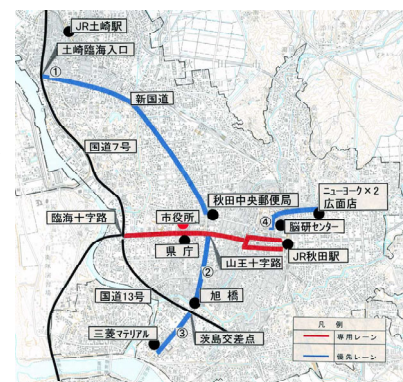 JR土崎駅
土崎臨海入口
①
新国道
国道7号
秋田中央郵便局
ニューヨーク×2
広面店
④
脳研センター
臨海十字路
市役所
県庁
山王十字路
JR秋田駅
②
国道13号
旭橋
三菱マテリアル
③
茨島交差点
凡例
専用レーン
優先レーン